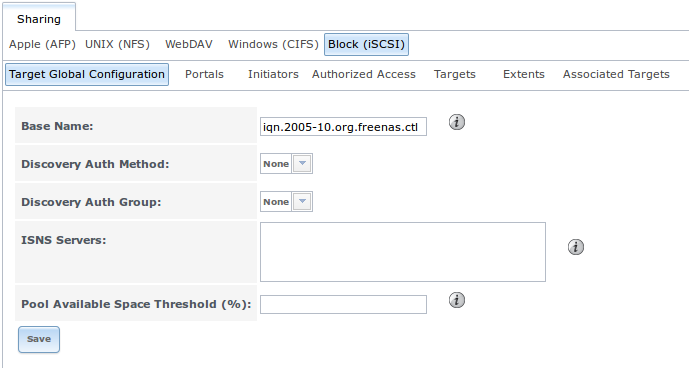 Sharing
Apple (AFP) UNIX (NFS) WebDAV Windows (CIFS) Block (iSCSI)
Target Global Configuration Portals Initiators Authorized Access Targets Extents Associated Targets
Base Name: iqn.2005-10.org.freenas.ctl i
Discovery Auth Method: None
Discovery Auth Group: None
ISNS Servers: i
Pool Available Space Threshold (%): i
Save